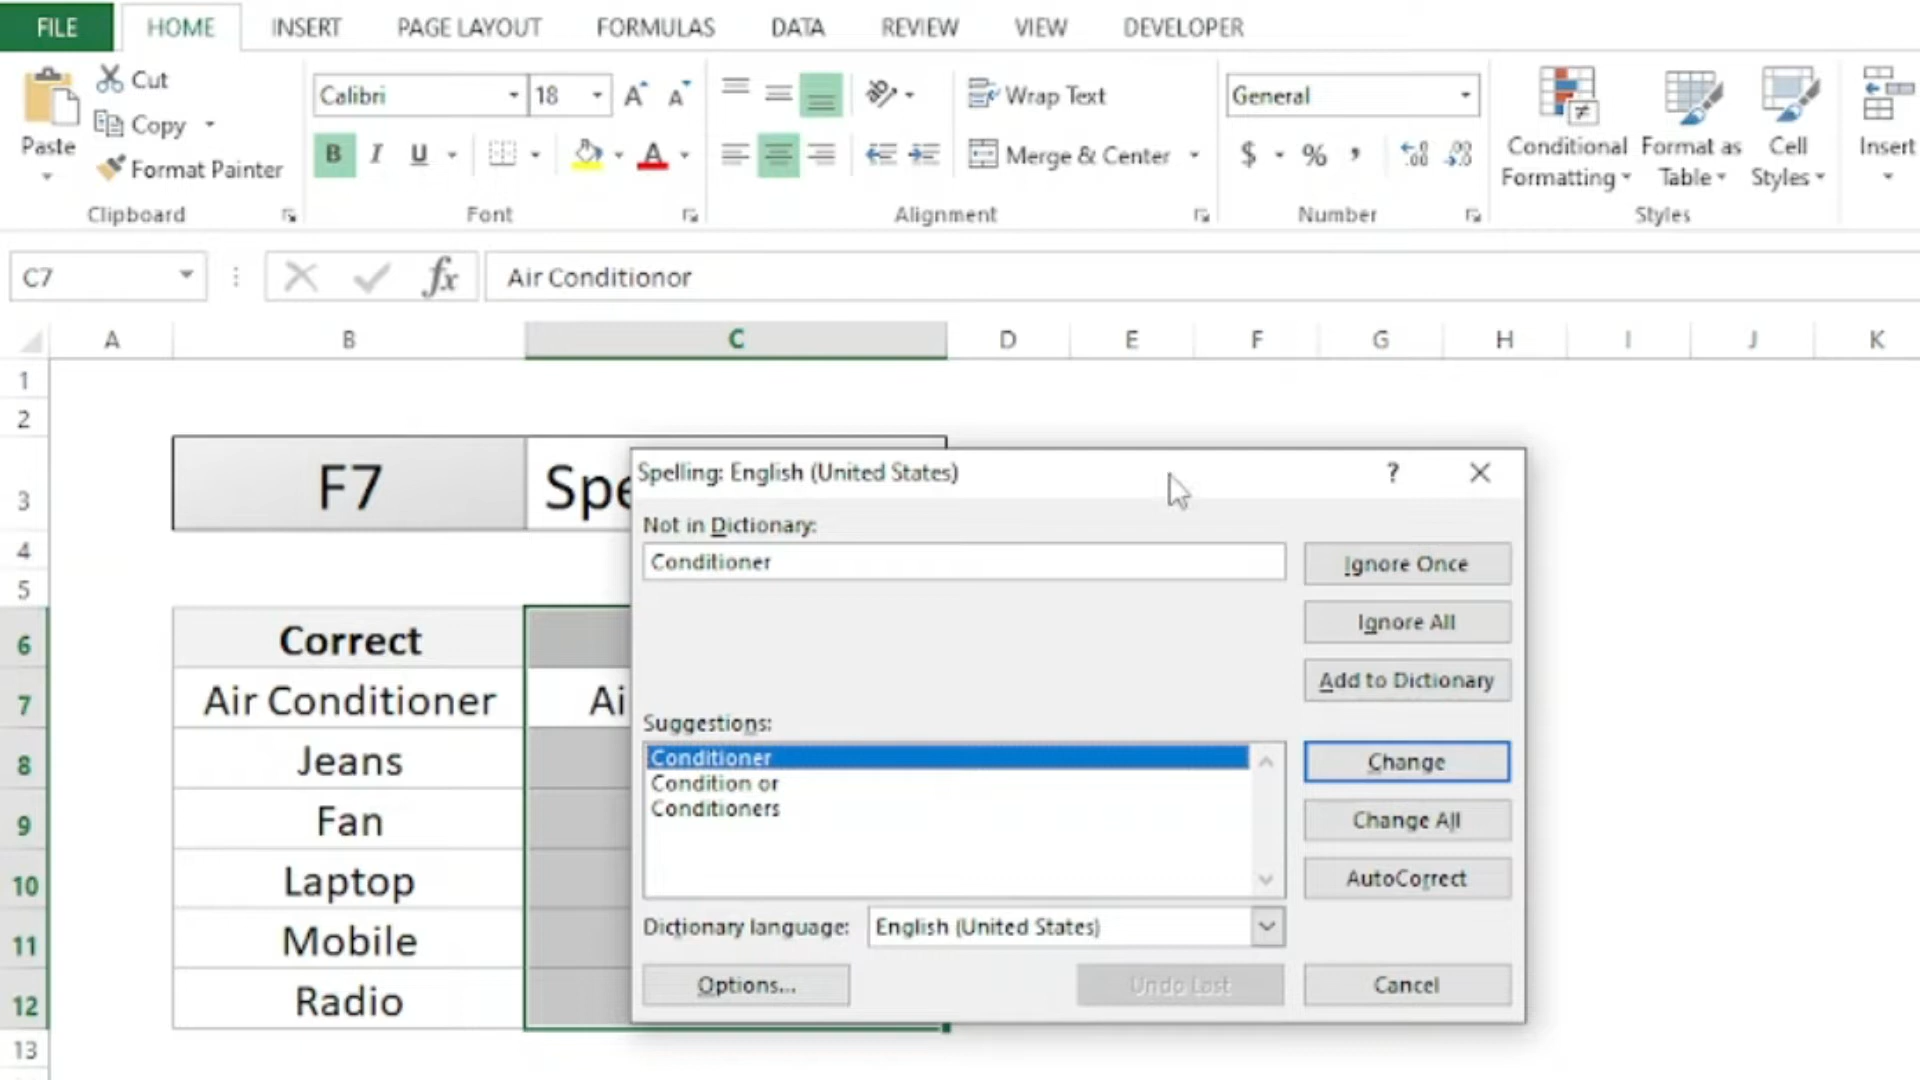 FILE HOME INSERT PAGE LAYOUT FORMULAS DATA REVIEW VIEW DEVELOPER
Paste
Cut
Copy
Format Painter
Clipboard
Calibri 18
B I U
Font
Wrap Text
Merge & Center
Alignment
General
$ % ,
Number
Conditional Formatting
Format as Table
Cell Styles
Styles
Insert
C7 fx Air Conditionor
A B C D E F G H I J K
1
2
3 F7 Spe
4
5
6 Correct
7 Air Conditioner Ai
8 Jeans
9 Fan
10 Laptop
11 Mobile
12 Radio
13
Spelling: English (United States) ?
Not in Dictionary:
Conditioner
Ignore Once
Ignore All
Add to Dictionary
Suggestions:
Conditioner
Condition or
Conditioners
Change
Change All
AutoCorrect
Dictionary language: English (United States)
Options... Undo Last Cancel